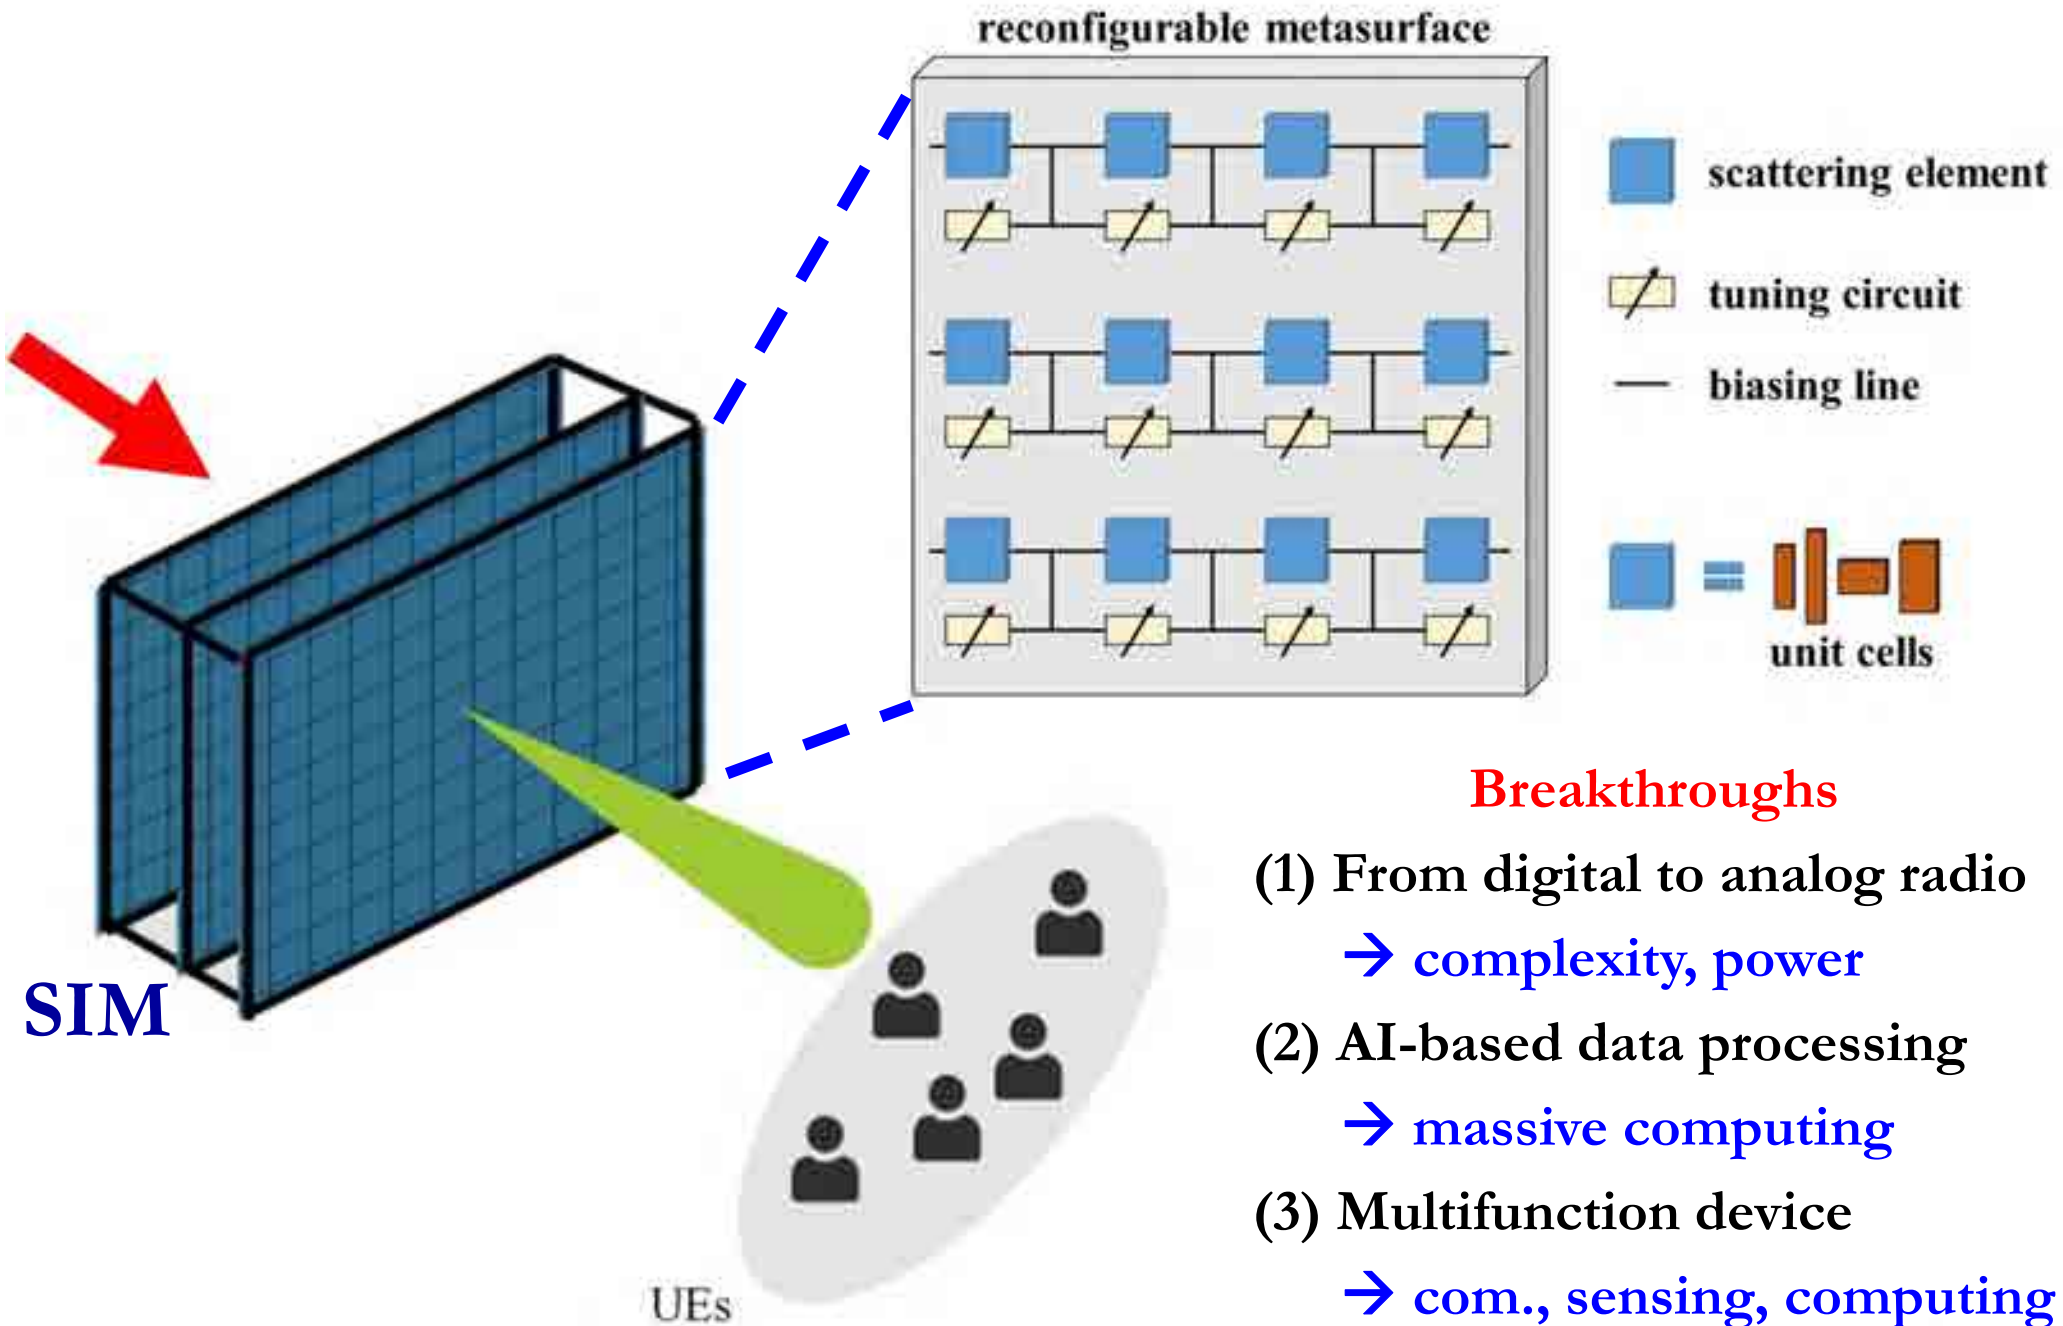 reconfigurable metasurface
scattering element
tuning circuit
biasing line
=
unit cells
SIM
UEs
Breakthroughs
(1) From digital to analog radio
→ complexity, power
(2) AI-based data processing
→ massive computing
(3) Multifunction device
→ com., sensing, computing